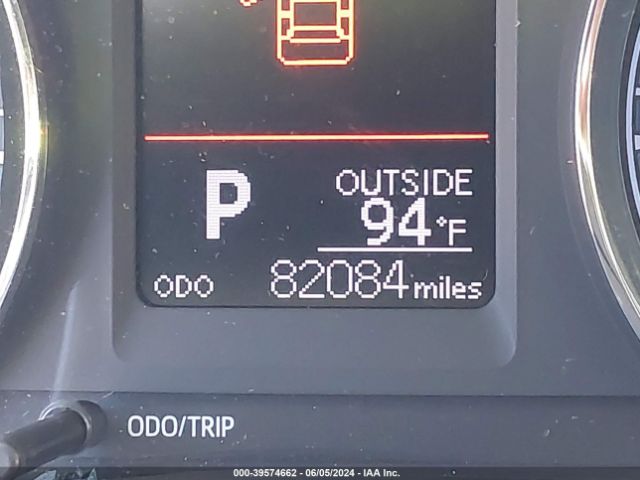 P
OUTSIDE
94°F
ODO 82084 miles
ODO/TRIP
000-39574662 - 06/05/2024 - IAA Inc.